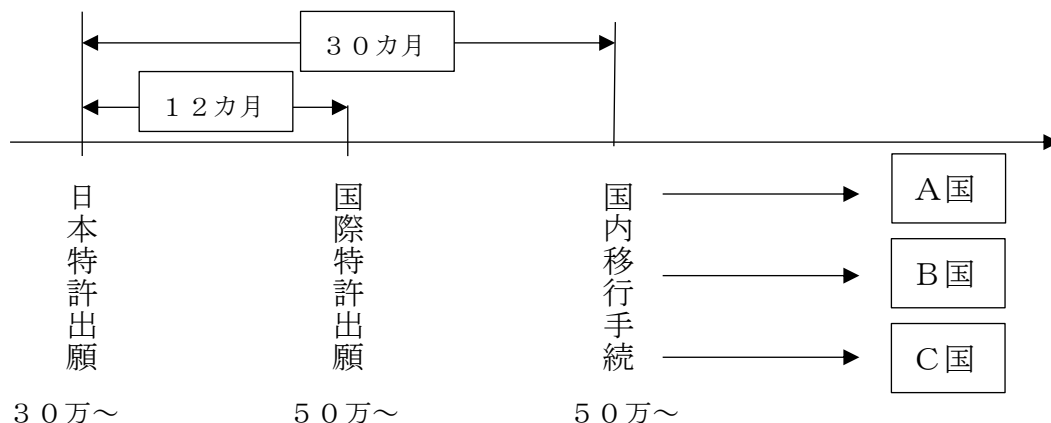 ３０カ月
１２カ月
日本特許出願
国際特許出願
国内移行手続
Ａ国
Ｂ国
Ｃ国
３０万～
５０万～
５０万～